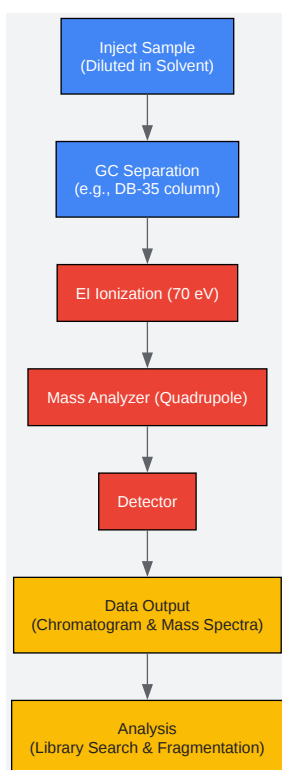 Inject Sample
(Diluted in Solvent)
GC Separation
(e.g., DB-35 column)
EI Ionization (70 eV)
Mass Analyzer (Quadrupole)
Detector
Data Output
(Chromatogram & Mass Spectra)
Analysis
(Library Search & Fragmentation)